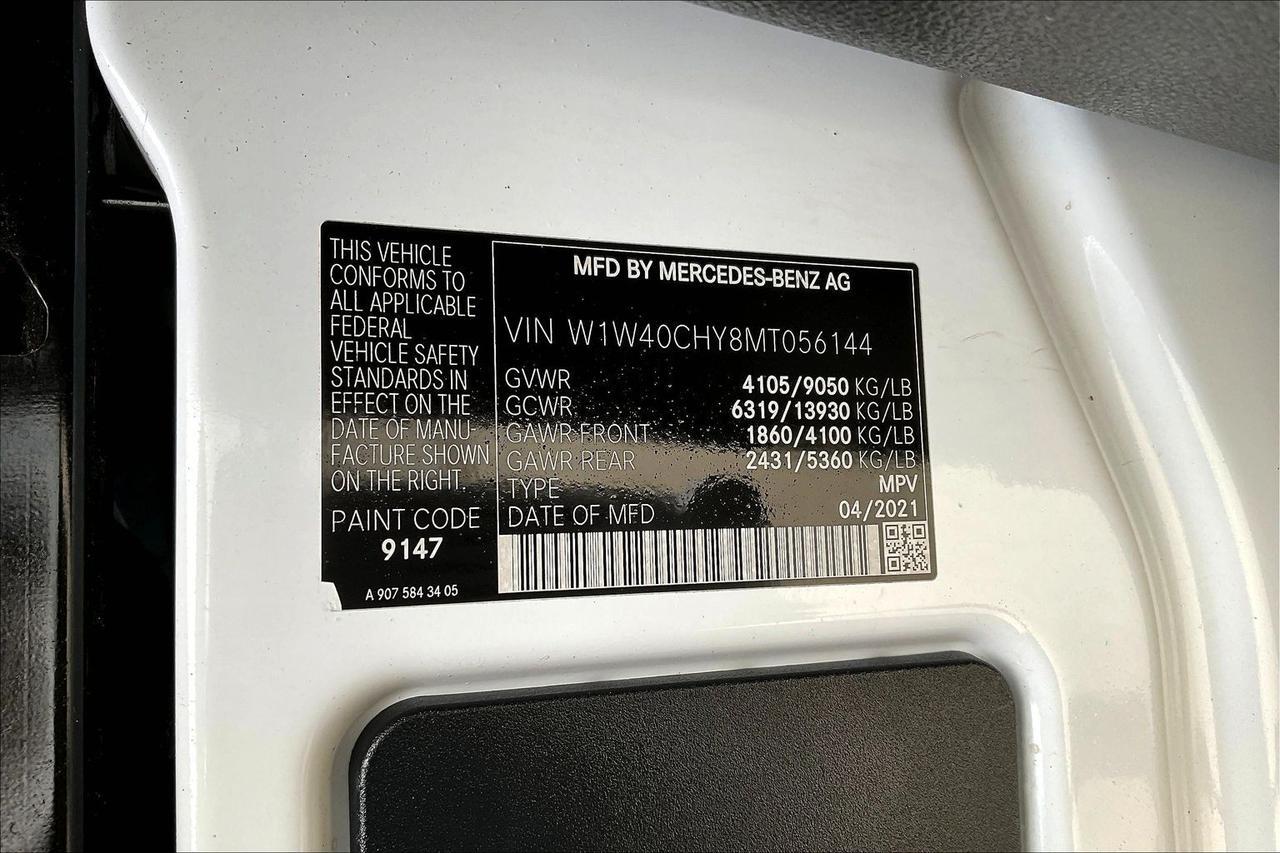 THIS VEHICLE
CONFORMS TO
ALL APPLICABLE
FEDERAL
VEHICLE SAFETY
STANDARDS IN
EFFECT ON THE
DATE OF MANU
FACTURE SHOWN
ON THE RIGHT.
PAINT CODE
9147
A 907 584 34 05
MFD BY MERCEDES-BENZ AG
VIN W1W40CHY8MT056144
GVWR 4105/9050 KG/LB
GCWR 6319/13930 KG/LB
GAWR FRONT 1860/4100 KG/LB
GAWR REAR 2431/5360 KG/LB
TYPE MPV
DATE OF MFD 04/2021